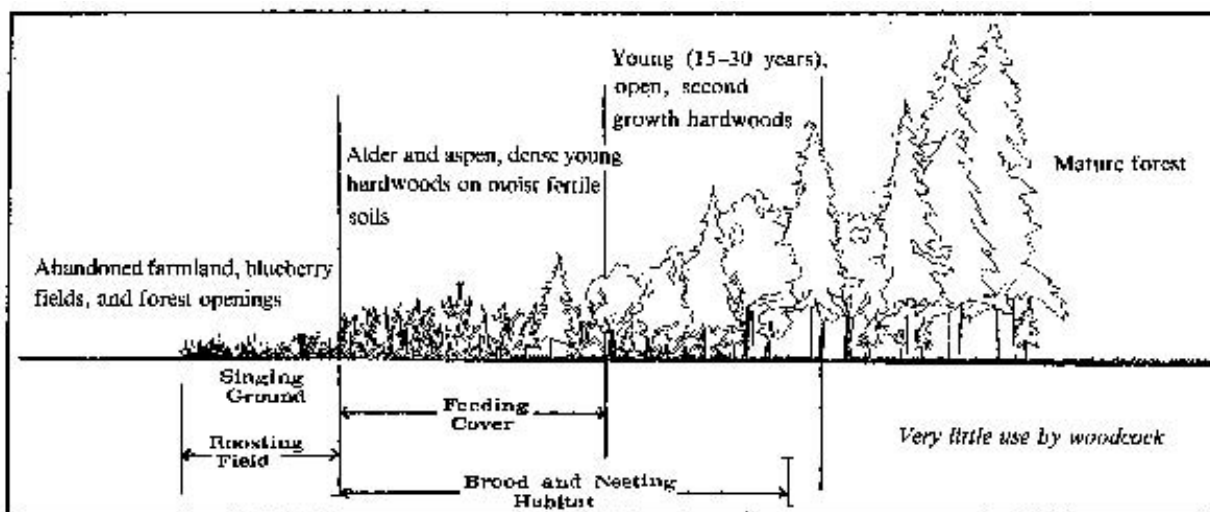 Young (15–30 years),
open, second
growth hardwoods
Alder and aspen, dense young
hardwoods on moist fertile
soils
Mature forest
Abandoned farmland, blueberry
fields, and forest openings
Singing
Ground
Feeding
Cover
Roosting
Field
Very little use by woodcock
Brood and Nesting
Habitat